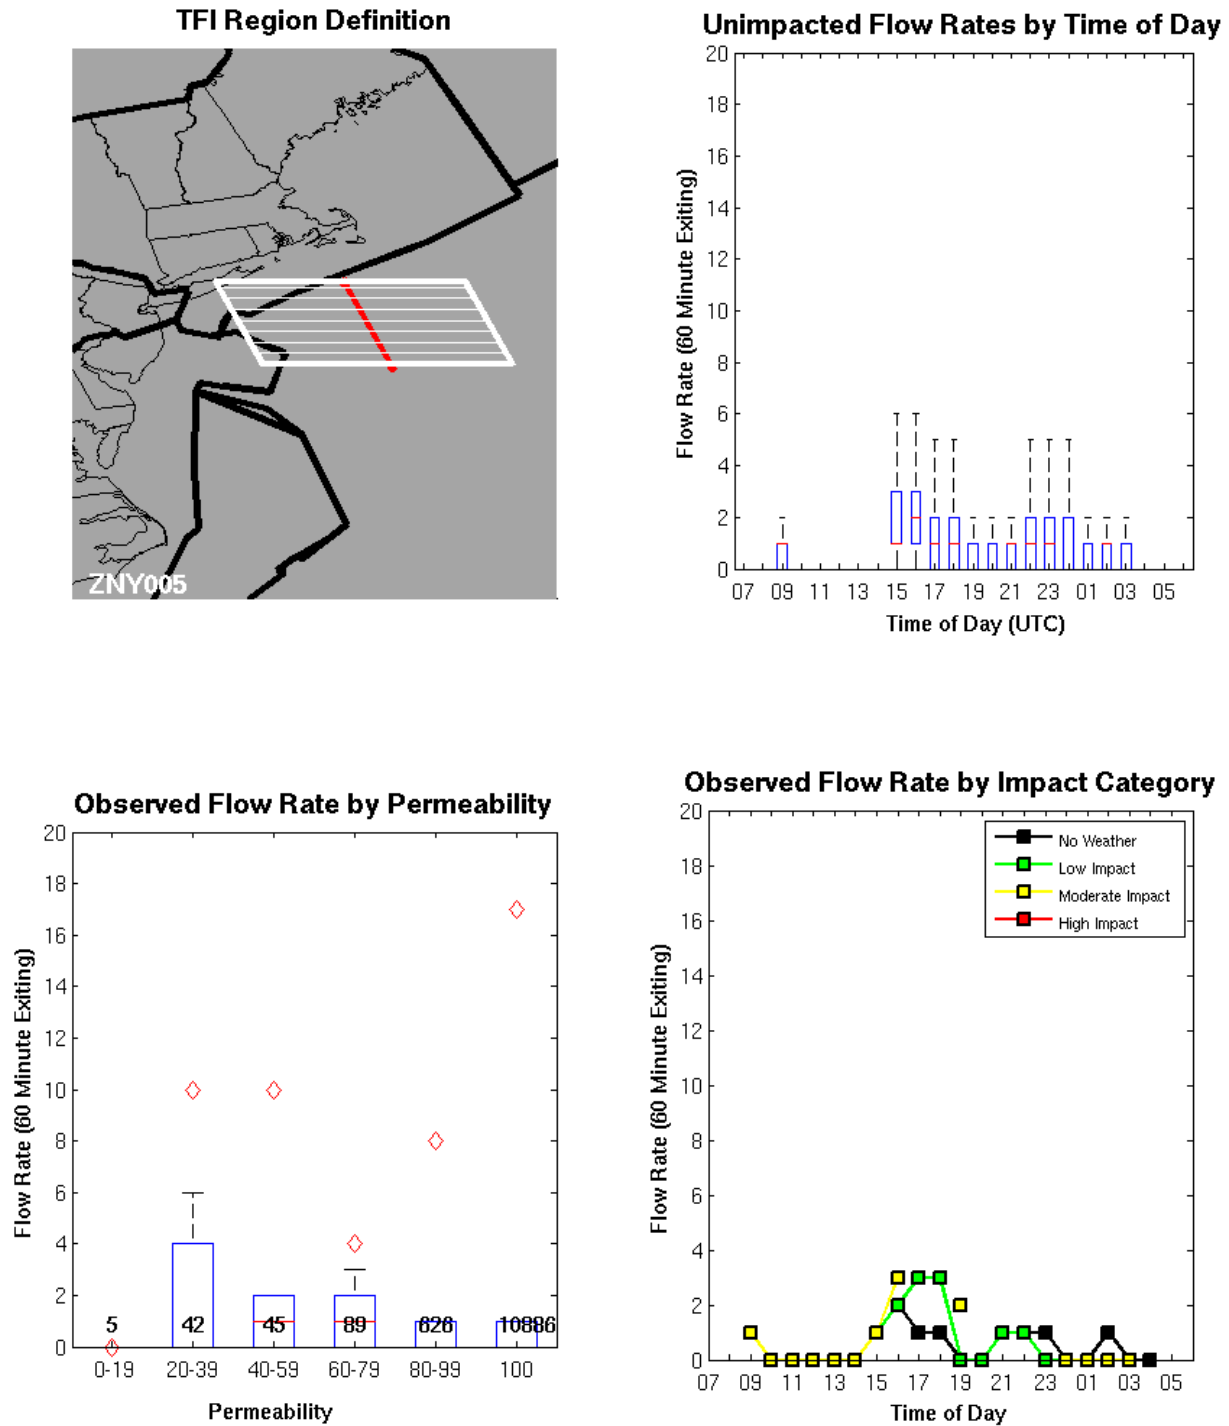 TFI Region Definition
ZNY005
Unimpacted Flow Rates by Time of Day
Flow Rate (60 Minute Exiting)
20
18
16
14
12
10
8
6
4
2
0
07 09 11 13 15 17 19 21 23 01 03 05
Time of Day (UTC)
Observed Flow Rate by Permeability
Flow Rate (60 Minute Exiting)
20
18
16
14
12
10
8
6
4
2
0
5 42 45 89 828 10886
0-19 20-39 40-59 60-79 80-99 100
Permeability
Observed Flow Rate by Impact Category
Flow Rate (60 Minute Exiting)
20
18
16
14
12
10
8
6
4
2
0
No Weather
Low Impact
Moderate Impact
High Impact
07 09 11 13 15 17 19 21 23 01 03 05
Time of Day